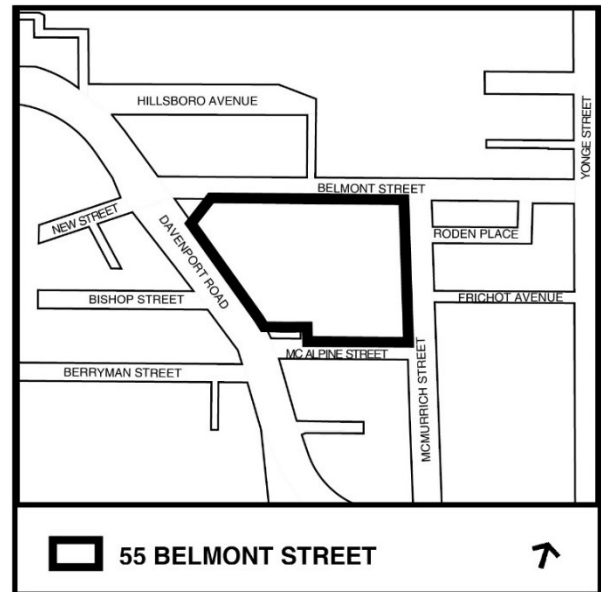 HILLSBORO AVENUE
YONGE STREET
BELMONT STREET
NEW STREET
RODEN PLACE
DAVENPORT ROAD
BISHOP STREET
FRICHOT AVENUE
MC ALPINE STREET
BERRYMAN STREET
MCMURRICH STREET
55 BELMONT STREET